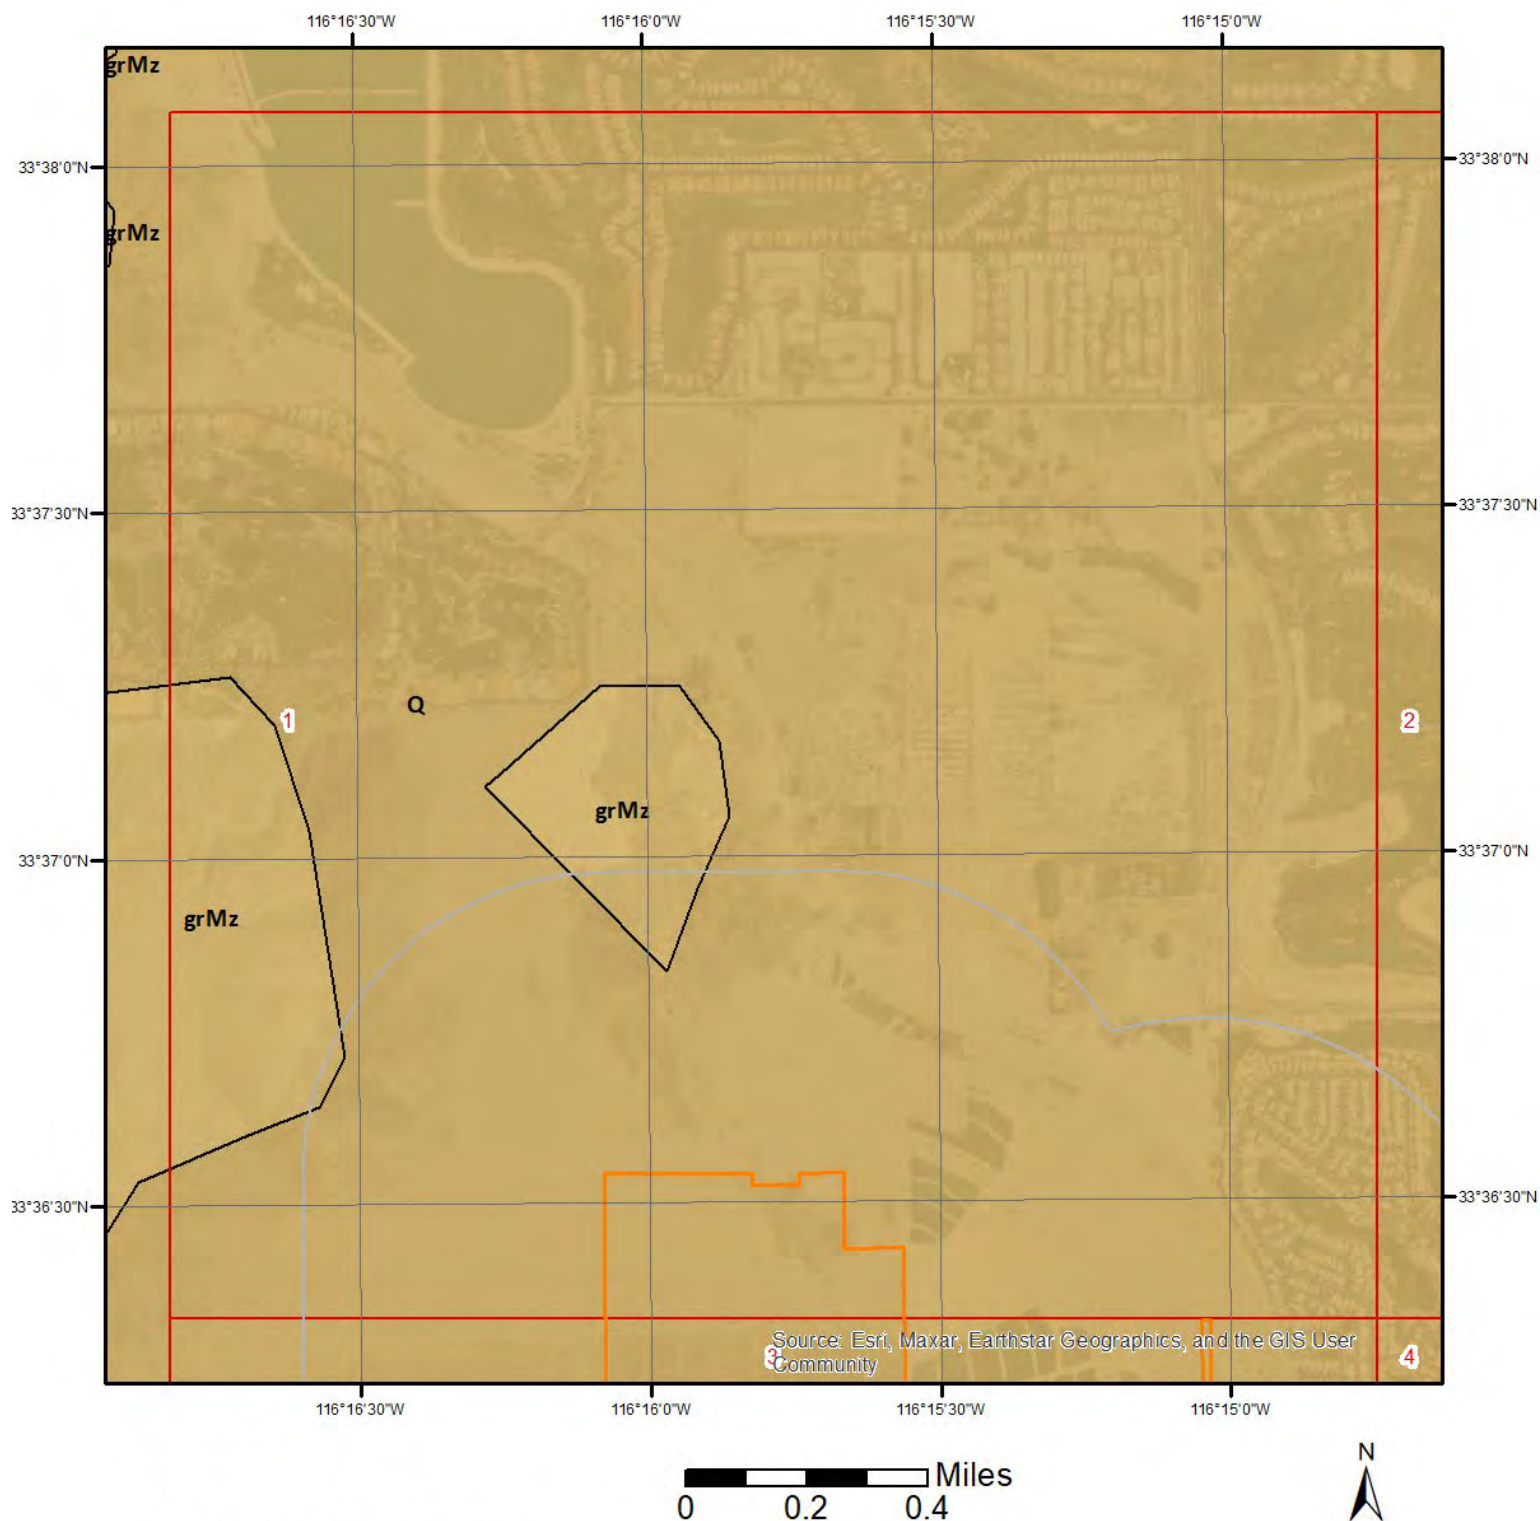 116°16'30"W 116°16'0"W 116°15'30"W 116°15'0"W
grMz
33°38'0"N 33°38'0"N
grMz
33°37'30"N 33°37'30"N
Q
1 2
grMz
33°37'0"N 33°37'0"N
grMz
33°36'30"N 33°36'30"N
Source: Esri, Maxar, Earthstar Geographics, and the GIS User
3 Community 4
116°16'30"W 116°16'0"W 116°15'30"W 116°15'0"W
N
Miles
0 0.2 0.4